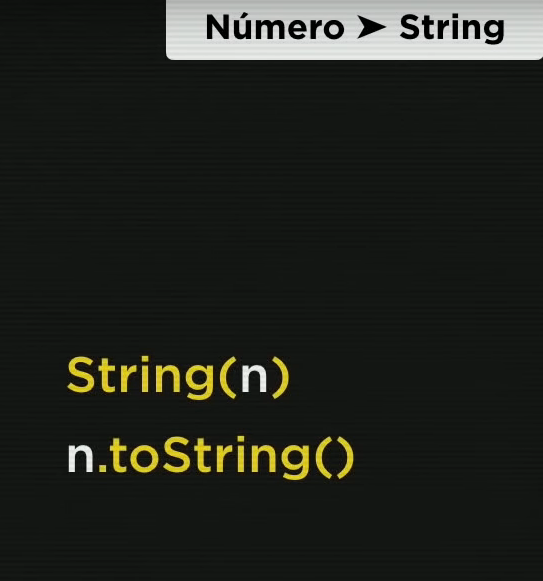 Número ➤ String
String(n)
n.toString()